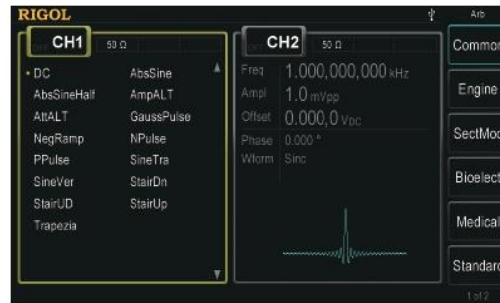 RIGOL
Arb
CH1
50 Ω
DC AbsSine
AbsSineHalf AmpALT
AttALT GaussPulse
NegRamp NPulse
PPulse SineTra
SineVer StairDn
StairUD StairUp
Trapezia
CH2
50 Ω
Freq 1.000,000,000 kHz
Ampl 1.0 mVpp
Offset 0.000,0 VDC
Phase 0.000 °
Wform Sinc
Common
Engine
SectMod
Bioelect
Medical
Standard
1 of 2